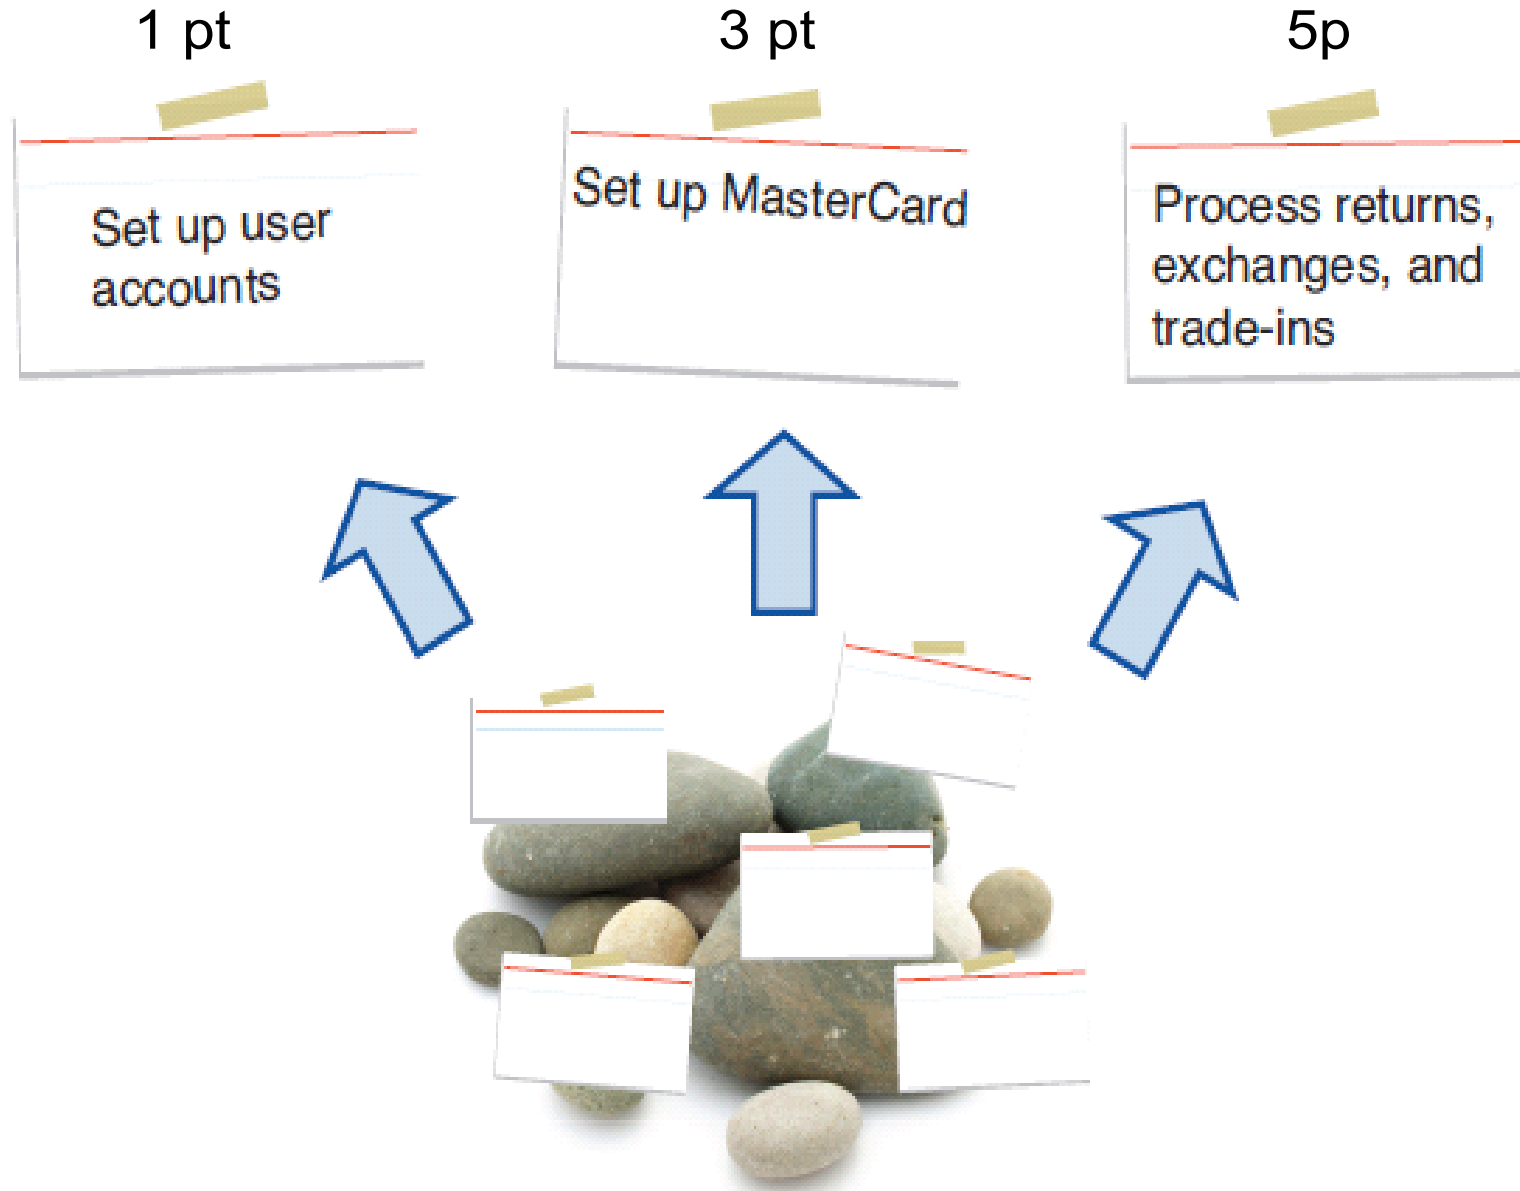 1 pt
3 pt
5p
Set up user
accounts
Set up MasterCard
Process returns,
exchanges, and
trade-ins